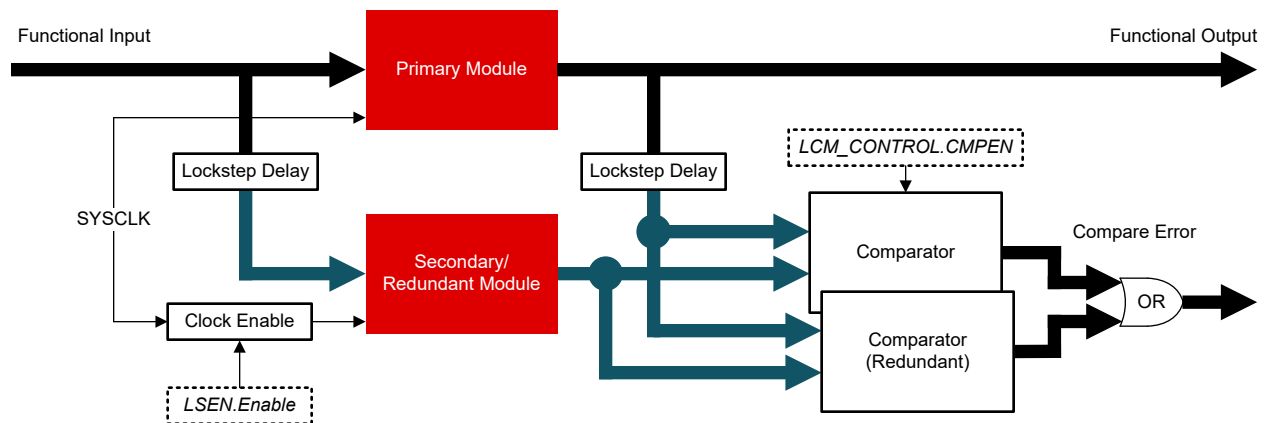 Functional Input
Functional Output
Primary Module
LCM_CONTROL.CMPEN
Lockstep Delay
Lockstep Delay
SYSCLK
Compare Error
Comparator
Secondary/
Redundant Module
OR
Clock Enable
Comparator
(Redundant)
LSEN.Enable